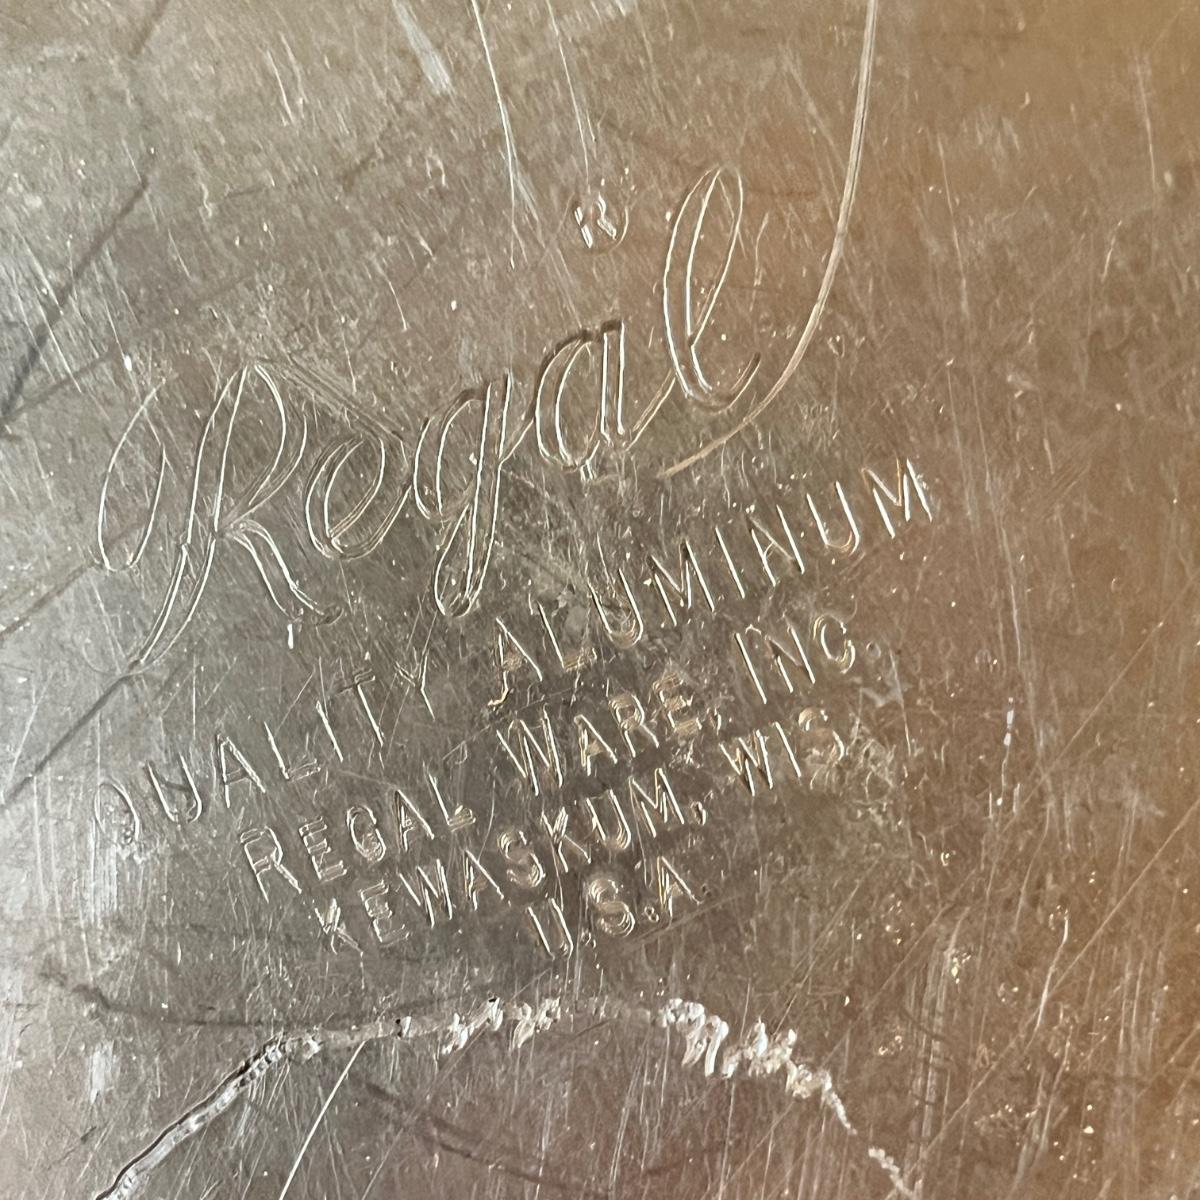 ®
Regal
QUALITY ALUMINUM
REGAL WARE, INC.
KEWASKUM, WIS.
U.S.A.